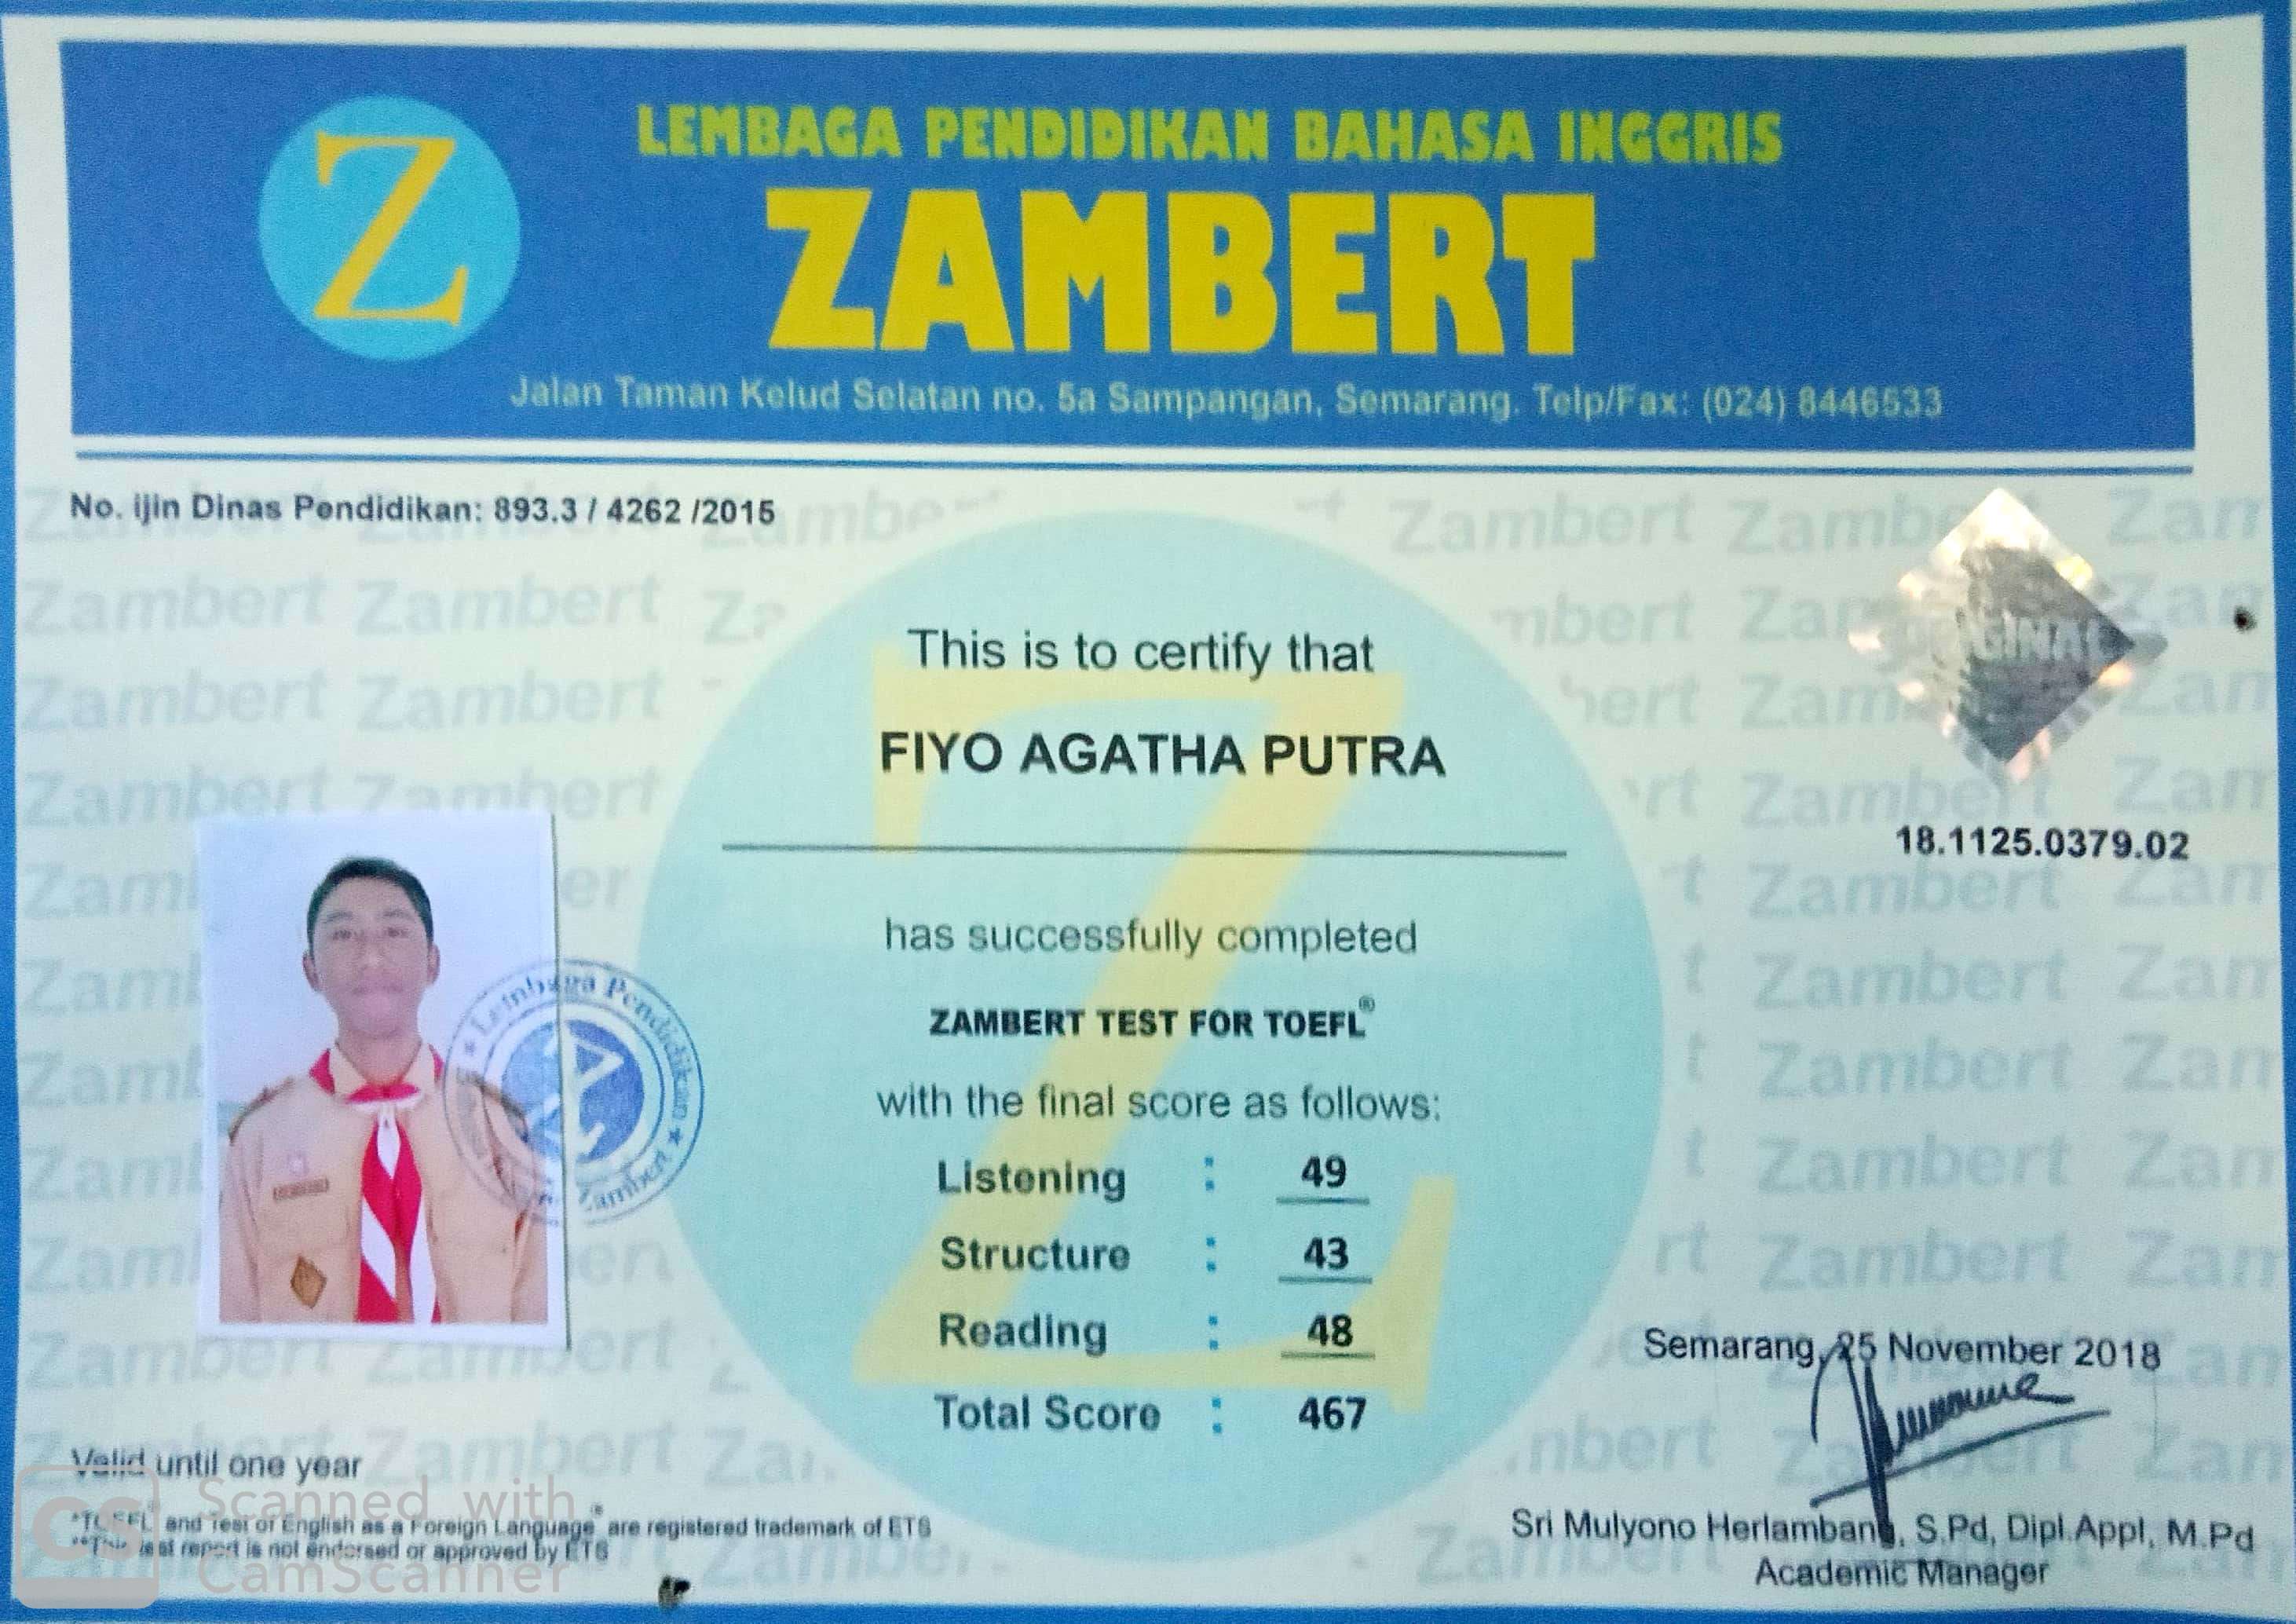 Z
LEMBAGA PENDIDIKAN BAHASA INGGRIS
ZAMBERT
Jalan Taman Kelud Selatan no. 5a Sampangan, Semarang. Telp/Fax: (024) 8446533
No. ijin Dinas Pendidikan: 893.3 / 4262 /2015
This is to certify that
FIYO AGATHA PUTRA
18.1125.0379.02
has successfully completed
ZAMBERT TEST FOR TOEFL®
with the final score as follows:
Listening : 49
Structure : 43
Reading : 48
Total Score : 467
Lembaga Pendidikan
Zambert
Semarang, 25 November 2018
Sri Mulyono Herlambang, S.Pd, Dipl.Appl, M.Pd
Academic Manager
Valid until one year
*TOEFL® and Test of English as a Foreign Language® are registered trademark of ETS
**This test report is not endorsed or approved by ETS
CS
Scanned with
CamScanner